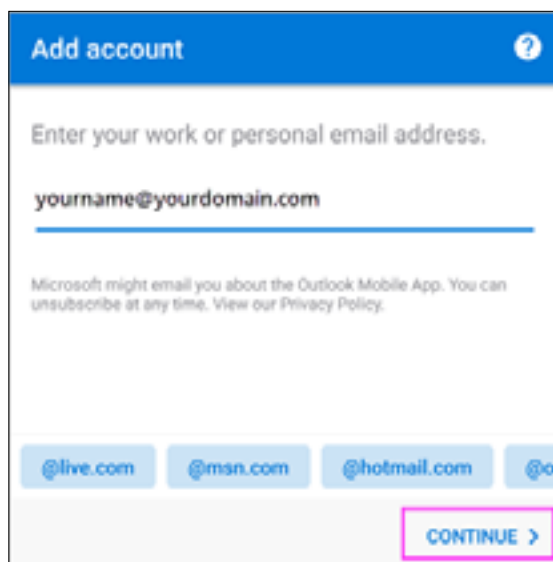 Add account
?
Enter your work or personal email address.
yourname@yourdomain.com
Microsoft might email you about the Outlook Mobile App. You can
unsubscribe at any time. View our Privacy Policy.
@live.com @msn.com @hotmail.com @o
CONTINUE >